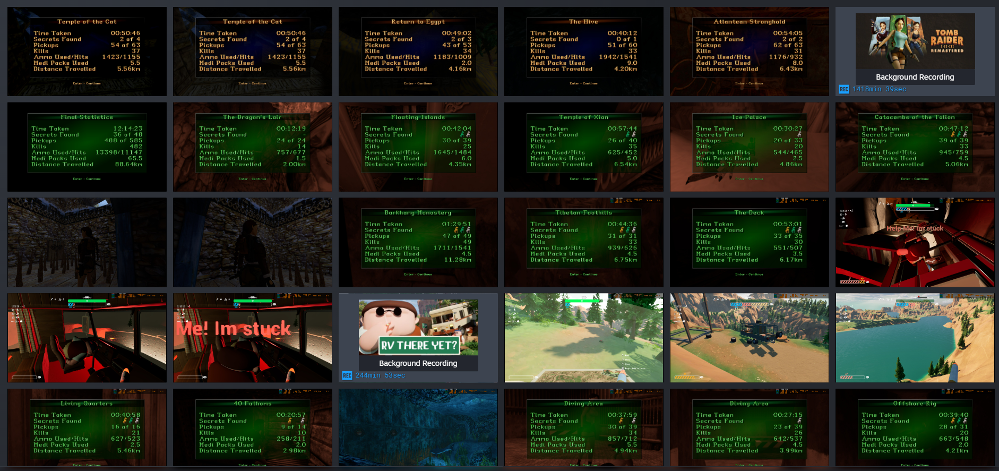 Temple of the Cat
Time Taken 00:50:46
Secrets Found 2 of 4
Pickups 54 of 63
Kills 37
Ammo Used/Hits 1423/1155
Medi Packs Used 5.5
Distance Travelled 5.56km
Enter - Continue
Temple of the Cat
Time Taken 00:50:46
Secrets Found 2 of 4
Pickups 54 of 63
Kills 37
Ammo Used/Hits 1423/1155
Medi Packs Used 5.5
Distance Travelled 5.56km
Enter - Continue
Return to Egypt
Time Taken 00:49:02
Secrets Found 2 of 3
Pickups 43 of 53
Kills 34
Ammo Used/Hits 1183/1009
Medi Packs Used 2.0
Distance Travelled 4.16km
Enter - Continue
The Hive
Time Taken 00:40:12
Secrets Found 0 of 1
Pickups 51 of 60
Kills 33
Ammo Used/Hits 1942/1541
Medi Packs Used 9.0
Distance Travelled 4.20km
Enter - Continue
Atlantean Stronghold
Time Taken 00:54:05
Secrets Found 2 of 2
Pickups 62 of 63
Kills 31
Ammo Used/Hits 1176/932
Medi Packs Used 8.0
Distance Travelled 6.43km
Enter - Continue
TOMB
RAIDER
I·II·III
REMASTERED
Background Recording
REC 1418min 39sec
Final Statistics
Time Taken 12:14:23
Secrets Found 36 of 48
Pickups 488 of 585
Kills 482
Ammo Used/Hits 13398/11147
Medi Packs Used 65.5
Distance Travelled 88.64km
Enter - Continue
The Dragon's Lair
Time Taken 00:12:19
Secrets Found
Pickups 24 of 24
Kills 14
Ammo Used/Hits 757/677
Medi Packs Used 1.5
Distance Travelled 2.00km
Enter - Continue
Floating Islands
Time Taken 00:42:04
Secrets Found
Pickups 30 of 39
Kills 25
Ammo Used/Hits 1645/1484
Medi Packs Used 6.0
Distance Travelled 4.35km
Enter - Continue
Temple of Xian
Time Taken 00:57:44
Secrets Found
Pickups 26 of 40
Kills 35
Ammo Used/Hits 625/452
Medi Packs Used 5.0
Distance Travelled 6.54km
Enter - Continue
Ice Palace
Time Taken 00:30:27
Secrets Found
Pickups 20 of 33
Kills 20
Ammo Used/Hits 544/465
Medi Packs Used 2.5
Distance Travelled 4.86km
Enter - Continue
Catacombs of the Talion
Time Taken 00:47:12
Secrets Found
Pickups 39 of 39
Kills 33
Ammo Used/Hits 945/759
Medi Packs Used 4.5
Distance Travelled 5.06km
Enter - Continue
Barkhang Monastery
Time Taken 01:29:51
Secrets Found
Pickups 47 of 49
Kills 49
Ammo Used/Hits 1711/1541
Medi Packs Used 4.5
Distance Travelled 11.28km
Enter - Continue
Tibetan Foothills
Time Taken 00:44:36
Secrets Found
Pickups 31 of 31
Kills 33
Ammo Used/Hits 939/626
Medi Packs Used 4.5
Distance Travelled 6.75km
Enter - Continue
The Deck
Time Taken 00:53:01
Secrets Found
Pickups 33 of 35
Kills 30
Ammo Used/Hits 551/507
Medi Packs Used 3.5
Distance Travelled 6.17km
Enter - Continue
Help Me! Im stuck
Me! Im stuck
RV THERE YET?
Background Recording
REC 244min 53sec
Living Quarters
Time Taken 00:40:58
Secrets Found
Pickups 16 of 16
Kills 21
Ammo Used/Hits 627/523
Medi Packs Used 2.5
Distance Travelled 5.46km
Enter - Continue
40 Fathoms
Time Taken 00:20:57
Secrets Found
Pickups 9 of 14
Kills 10
Ammo Used/Hits 258/211
Medi Packs Used 2.0
Distance Travelled 2.98km
Enter - Continue
Diving Area
Time Taken 00:37:59
Secrets Found
Pickups 30 of 39
Kills 34
Ammo Used/Hits 857/712
Medi Packs Used 5.5
Distance Travelled 4.94km
Enter - Continue
Diving Area
Time Taken 00:27:15
Secrets Found
Pickups 23 of 39
Kills 26
Ammo Used/Hits 642/537
Medi Packs Used 4.5
Distance Travelled 3.99km
Enter - Continue
Offshore Rig
Time Taken 00:39:40
Secrets Found
Pickups 28 of 31
Kills 20
Ammo Used/Hits 663/548
Medi Packs Used 2.0
Distance Travelled 4.21km
Enter - Continue